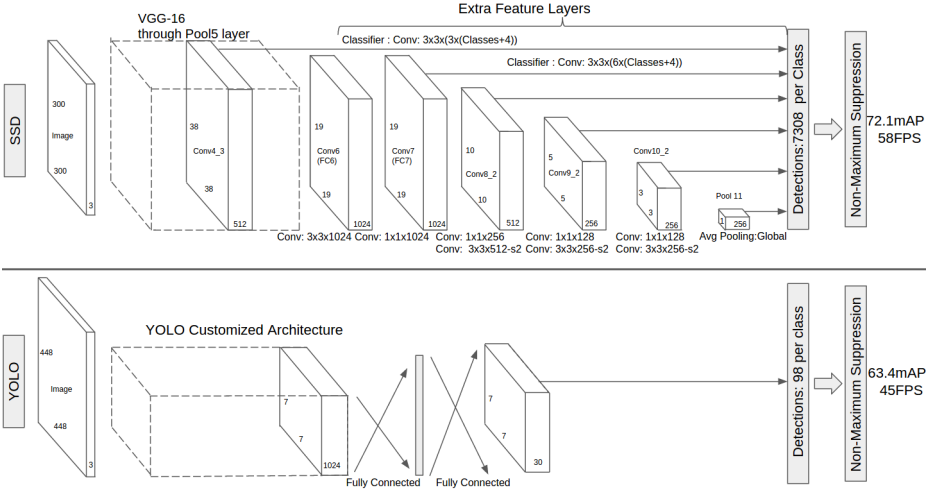 Extra Feature Layers
VGG-16
through Pool5 layer
Classifier : Conv: 3x3x(3x(Classes+4))
Classifier : Conv: 3x3x(6x(Classes+4))
SSD
300
Image
300
3
38
Conv4_3
38
512
19
Conv6
(FC6)
19
1024
19
Conv7
(FC7)
19
1024
10
Conv8_2
10
512
5
Conv9_2
5
256
Conv10_2
3
3
256
Pool 11
1
256
Conv: 3x3x1024
Conv: 1x1x1024
Conv: 1x1x256
Conv: 3x3x512-s2
Conv: 1x1x128
Conv: 3x3x256-s2
Conv: 1x1x128
Conv: 3x3x256-s2
Avg Pooling:Global
Detections:7308 per Class
Non-Maximum Suppression
72.1mAP
58FPS
YOLO
448
Image
448
3
YOLO Customized Architecture
7
7
1024
Fully Connected
Fully Connected
7
7
30
Detections: 98 per class
Non-Maximum Suppression
63.4mAP
45FPS